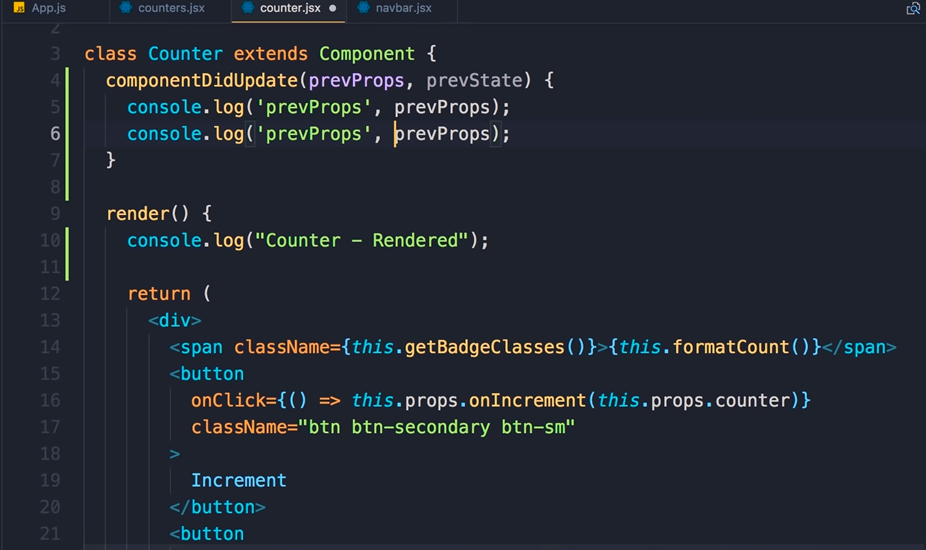 JS App.js counters.jsx counter.jsx navbar.jsx
2
3 class Counter extends Component {
4 componentDidUpdate(prevProps, prevState) {
5 console.log('prevProps', prevProps);
6 console.log('prevProps', prevProps);
7 }
8
9 render() {
10 console.log("Counter - Rendered");
11
12 return (
13 <div>
14 <span className={this.getBadgeClasses()}>{this.formatCount()}</span>
15 <button
16 onClick={() => this.props.onIncrement(this.props.counter)}
17 className="btn btn-secondary btn-sm"
18 >
19 Increment
20 </button>
21 <button